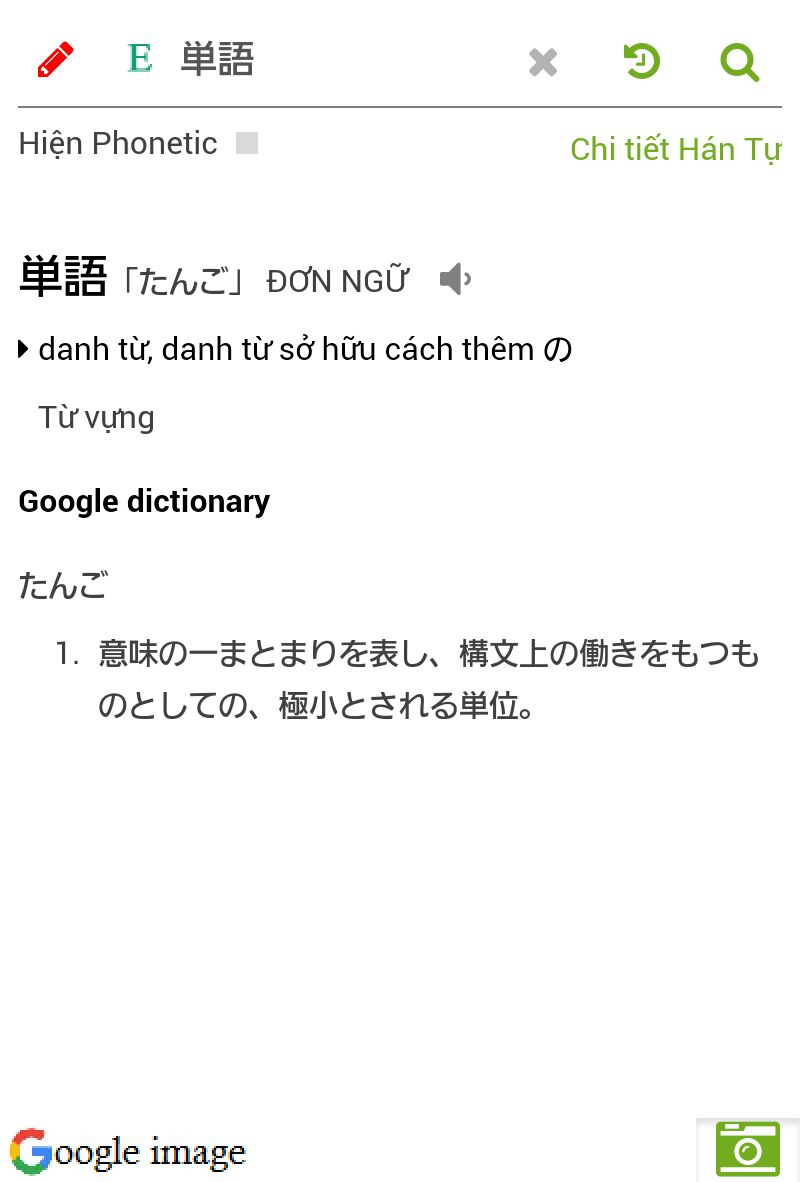 E 単語
Hiện Phonetic
Chi tiết Hán Tự
単語「たんご」 ĐƠN NGỮ
danh từ, danh từ sở hữu cách thêm の
Từ vựng
Google dictionary
たんご
1. 意味の一まとまりを表し、構文上の働きをもつも
のとしての、極小とされる単位。
Google image